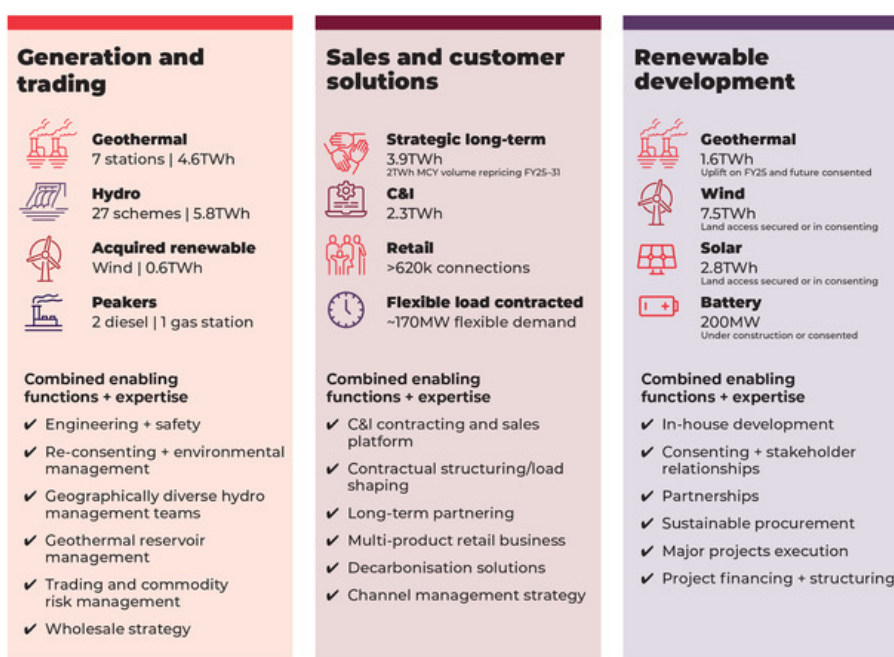 Generation and
trading
Geothermal
7 stations | 4.6TWh
Hydro
27 schemes | 5.8TWh
Acquired renewable
Wind | 0.6TWh
Peakers
2 diesel | 1 gas station
Combined enabling
functions + expertise
✔ Engineering + safety
✔ Re-consenting + environmental
management
✔ Geographically diverse hydro
management teams
✔ Geothermal reservoir
management
✔ Trading and commodity
risk management
✔ Wholesale strategy
Sales and customer
solutions
Strategic long-term
3.9TWh
2TWh MCY volume repricing FY25-31
C&I
2.3TWh
Retail
>620k connections
Flexible load contracted
~170MW flexible demand
Combined enabling
functions + expertise
✔ C&I contracting and sales
platform
✔ Contractual structuring/load
shaping
✔ Long-term partnering
✔ Multi-product retail business
✔ Decarbonisation solutions
✔ Channel management strategy
Renewable
development
Geothermal
1.6TWh
Uplift on FY25 and future consented
Wind
7.5TWh
Land access secured or in consenting
Solar
2.8TWh
Land access secured or in consenting
Battery
200MW
Under construction or consented
Combined enabling
functions + expertise
✔ In-house development
✔ Consenting + stakeholder
relationships
✔ Partnerships
✔ Sustainable procurement
✔ Major projects execution
✔ Project financing + structuring